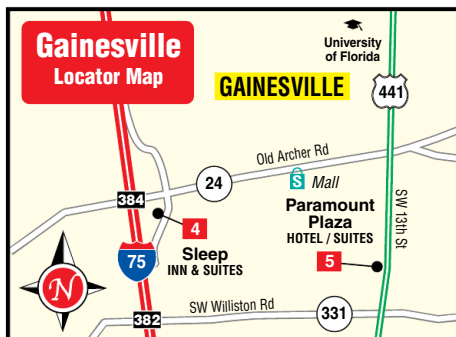 Gainesville
Locator Map
University
of Florida
GAINESVILLE
441
Old Archer Rd
24
S Mall
384
SW 13th St
4
Paramount
Plaza
HOTEL / SUITES
Sleep
INN & SUITES
75
5
N
SW Williston Rd
331
382